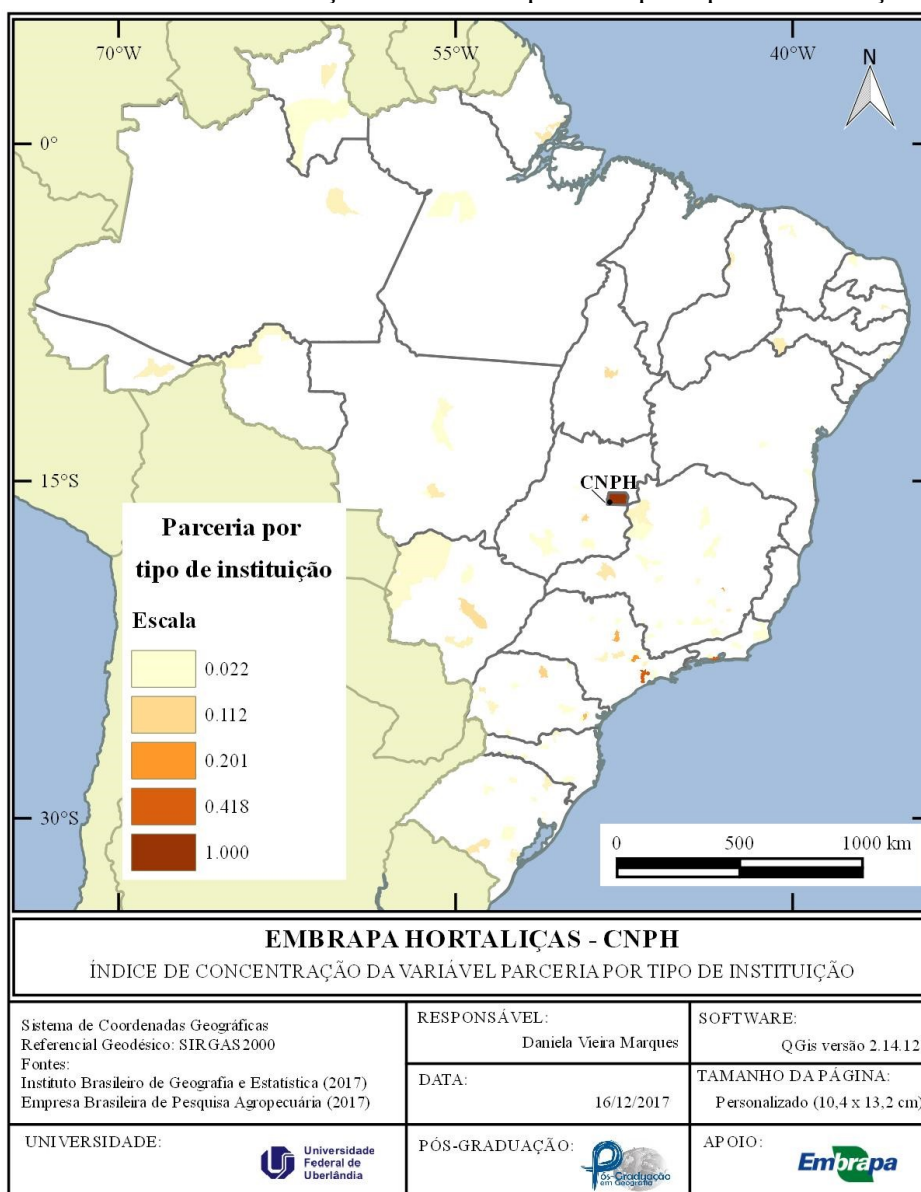 70°W 55°W 40°W
N
0°
15°S
CNPH
Parceria por
tipo de instituição
Escala
0.022
0.112
0.201
0.418
1.000
30°S
0 500 1000 km
EMBRAPA HORTALIÇAS - CNPH
ÍNDICE DE CONCENTRAÇÃO DA VARIÁVEL PARCERIA POR TIPO DE INSTITUIÇÃO
Sistema de Coordenadas Geográficas
Referencial Geodésico: SIRGAS2000
Fontes:
Instituto Brasileiro de Geografia e Estatística (2017)
Empresa Brasileira de Pesquisa Agropecuária (2017)
RESPONSÁVEL:
Daniela Vieira Marques
SOFTWARE:
QGis versão 2.14.12
DATA:
16/12/2017
TAMANHO DA PÁGINA:
Personalizado (10,4 x 13,2 cm)
UNIVERSIDADE:
Universidade
Federal de
Uberlândia
PÓS-GRADUAÇÃO:
Pós-Graduação
em Geografia
APOIO:
Embrapa